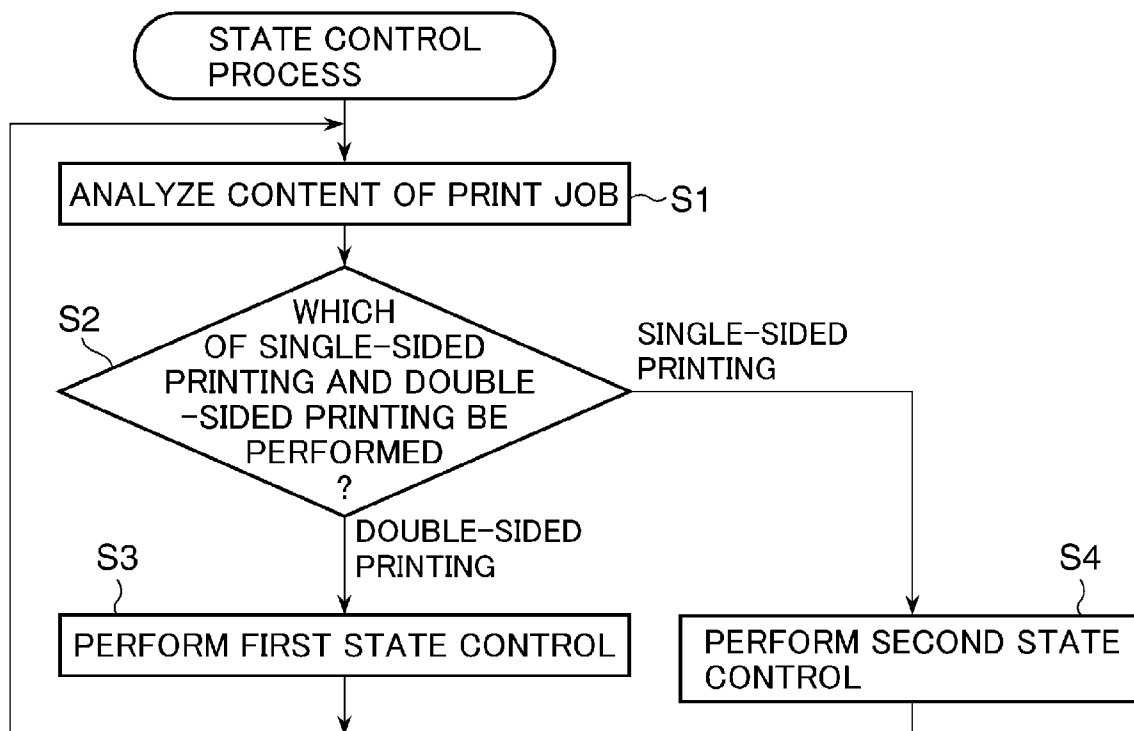 STATE CONTROL
PROCESS
ANALYZE CONTENT OF PRINT JOB
S1
S2
WHICH
OF SINGLE-SIDED
PRINTING AND DOUBLE
-SIDED PRINTING BE
PERFORMED
?
SINGLE-SIDED
PRINTING
DOUBLE-SIDED
PRINTING
S3
PERFORM FIRST STATE CONTROL
S4
PERFORM SECOND STATE
CONTROL